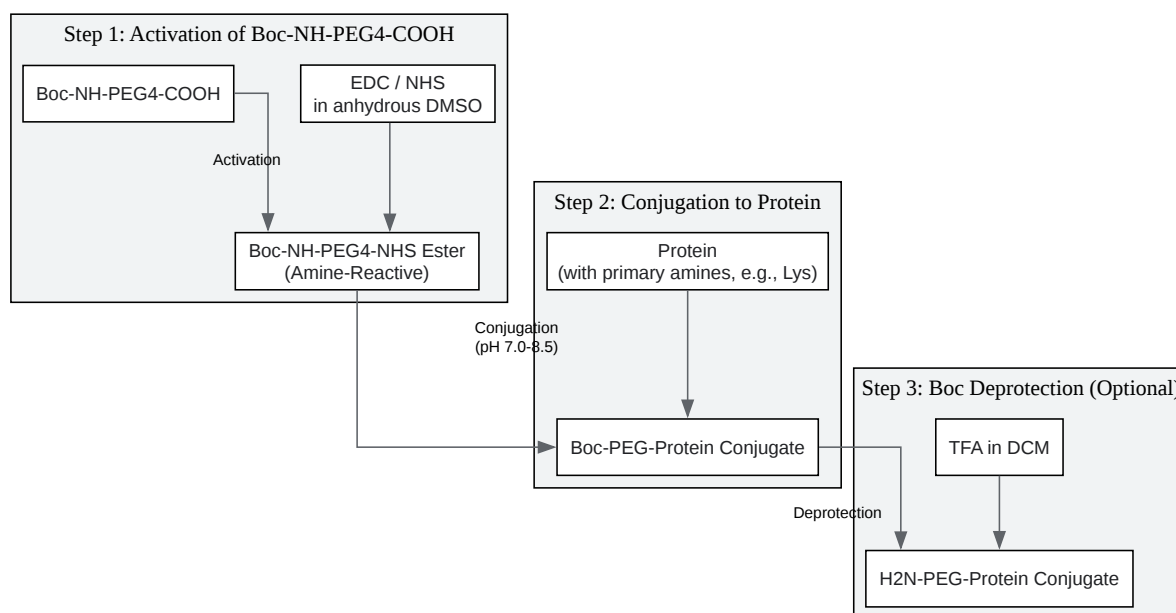 Step 1: Activation of Boc-NH-PEG4-COOH
Boc-NH-PEG4-COOH
EDC / NHS
in anhydrous DMSO
Activation
Boc-NH-PEG4-NHS Ester
(Amine-Reactive)
Step 2: Conjugation to Protein
Protein
(with primary amines, e.g., Lys)
Conjugation
(pH 7.0-8.5)
Boc-PEG-Protein Conjugate
Step 3: Boc Deprotection (Optional)
TFA in DCM
Deprotection
H2N-PEG-Protein Conjugate